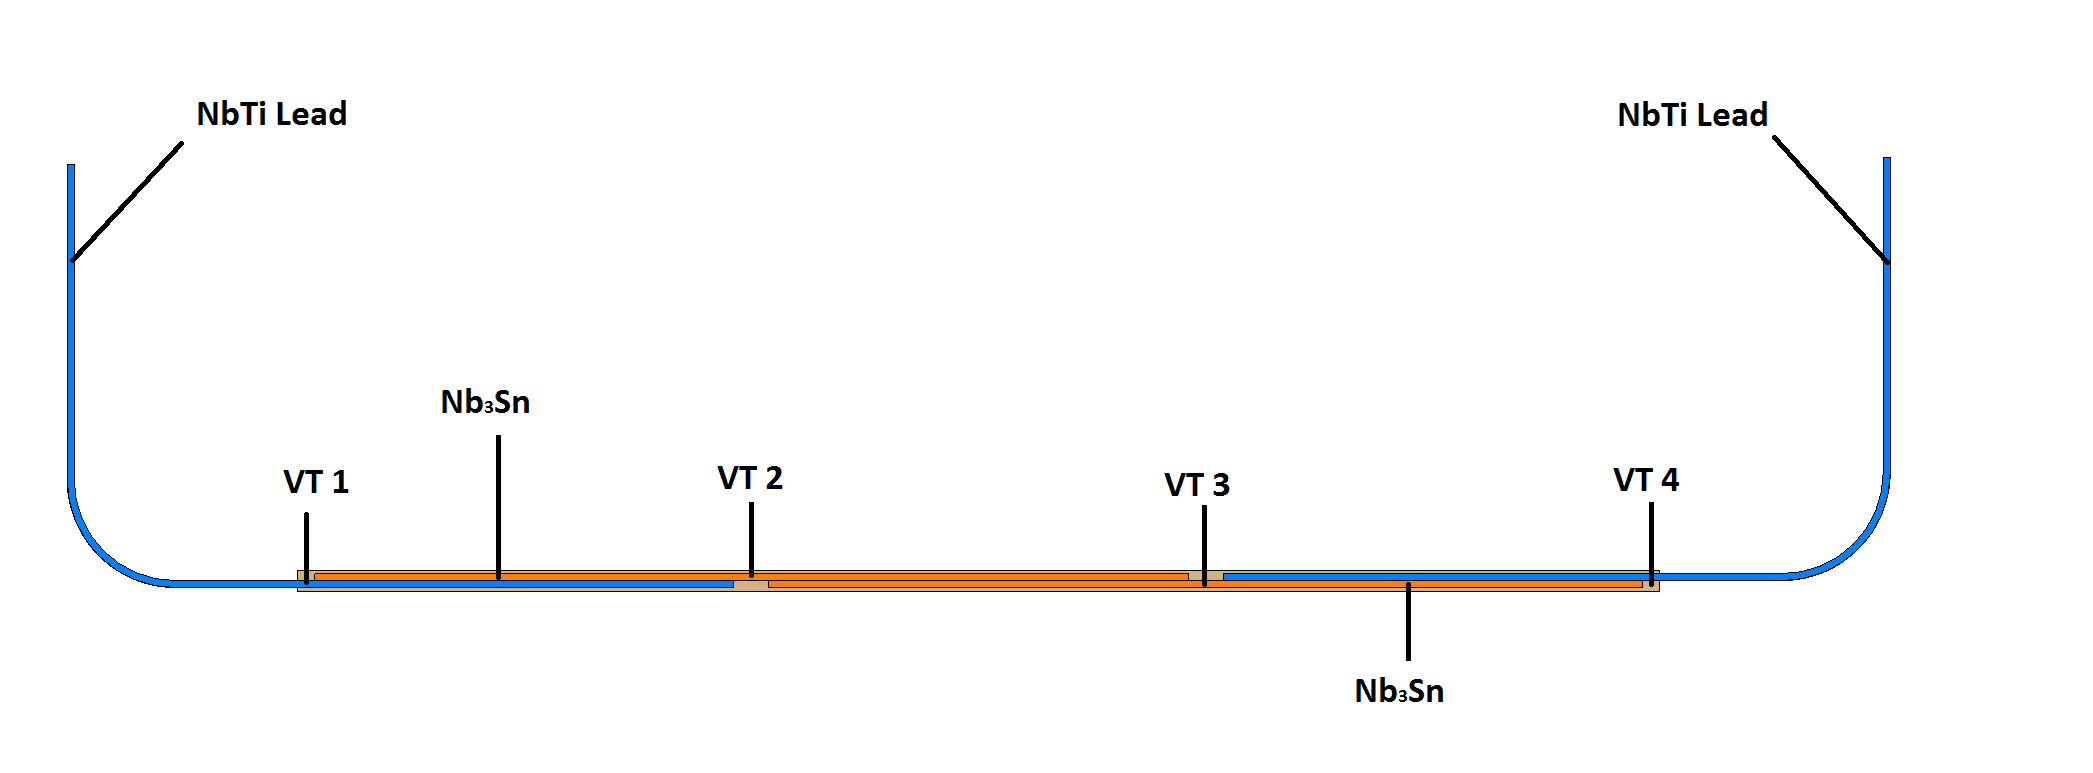 NbTi Lead
NbTi Lead
Nb₃Sn
VT 1
VT 2
VT 3
VT 4
Nb₃Sn